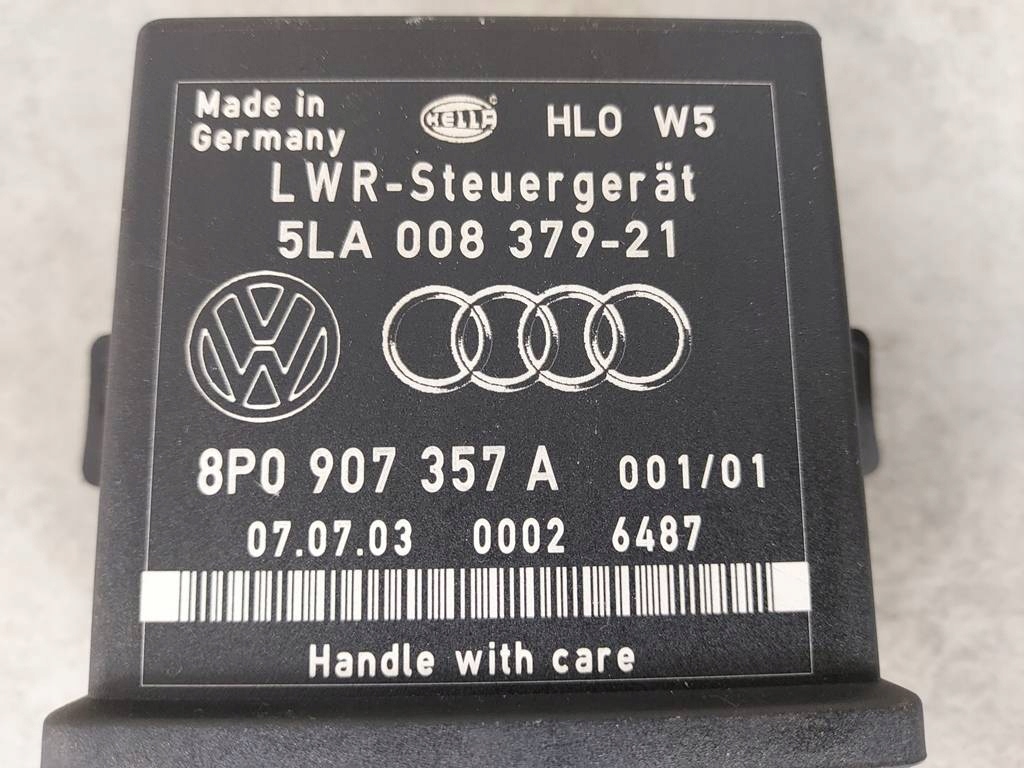 Made in
Germany
HELLA
HLO W5
LWR-Steuergerät
5LA 008 379-21
8P0 907 357 A 001/01
07.07.03 0002 6487
Handle with care